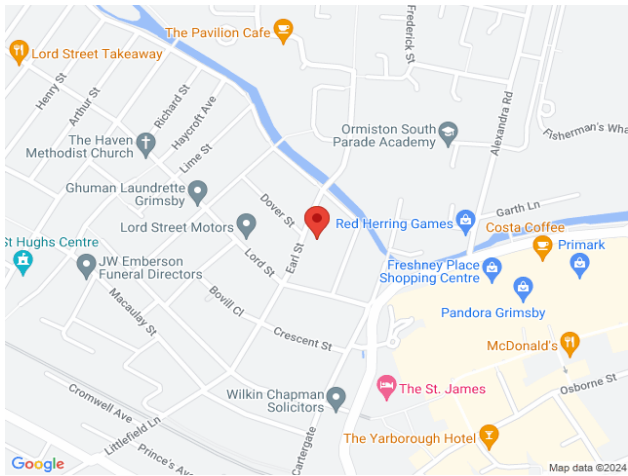 The Pavilion Cafe
Frederick St
Lord Street Takeaway
Henry St
Arthur St
Richard St
Haycroft Ave
Alexandra Rd
Fisherman's Wha
Ormiston South
Parade Academy
The Haven
Methodist Church
Lime St
Ghuman Laundrette
Grimsby
Dover St
Garth Ln
Red Herring Games
Lord Street Motors
Costa Coffee
St Hughs Centre
Primark
Earl St
JW Emberson
Funeral Directors
Lord St
Freshney Place
Shopping Centre
Macaulay St
Bovill Cl
Pandora Grimsby
Crescent St
McDonald's
Cromwell Ave
Wilkin Chapman
Solicitors
The St. James
Osborne St
Littlefield Ln
Prince's Av
Cartergate
The Yarborough Hotel
Google
Map data ©2024